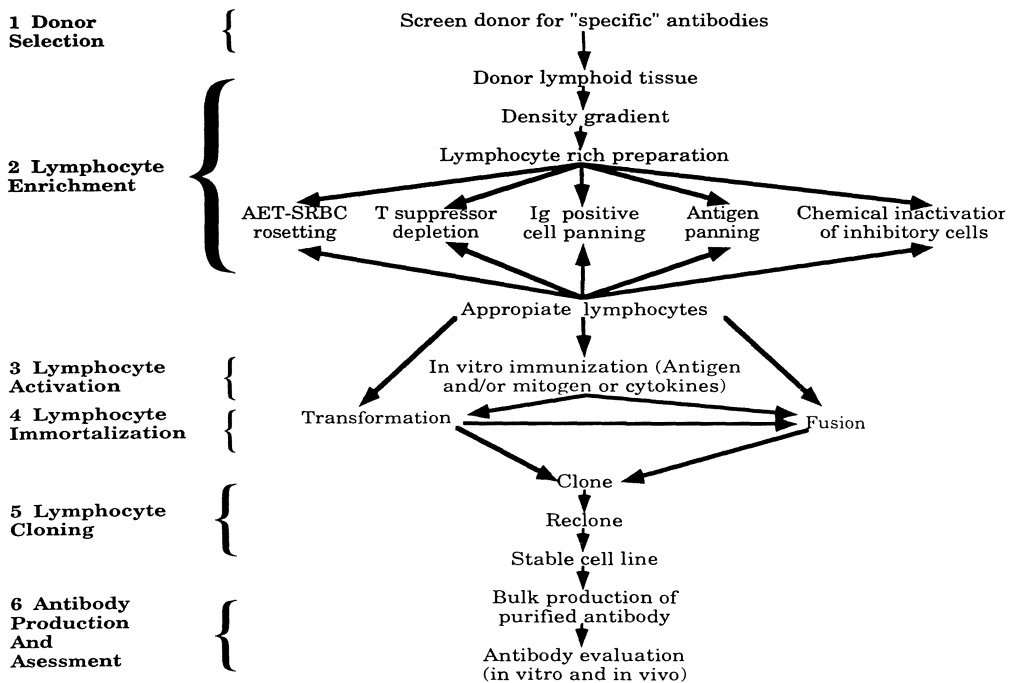 1 Donor
Selection
Screen donor for "specific" antibodies
Donor lymphoid tissue
Density gradient
Lymphocyte rich preparation
2 Lymphocyte
Enrichment
AET-SRBC
rosetting
T suppressor
depletion
Ig positive
cell panning
Antigen
panning
Chemical inactivation
of inhibitory cells
Appropiate lymphocytes
3 Lymphocyte
Activation
In vitro immunization (Antigen
and/or mitogen or cytokines)
4 Lymphocyte
Immortalization
Transformation
Fusion
Clone
5 Lymphocyte
Cloning
Reclone
Stable cell line
6 Antibody
Production
And
Asessment
Bulk production of
purified antibody
Antibody evaluation
(in vitro and in vivo)